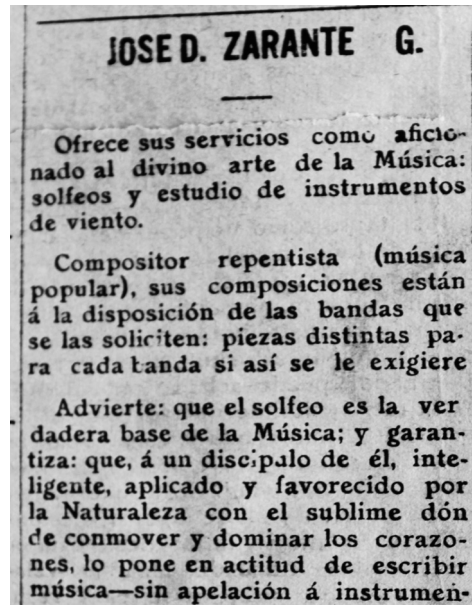 JOSE D. ZARANTE G.
Ofrece sus servicios como aficio-
nado al divino arte de la Música:
solfeos y estudio de instrumentos
de viento.
Compositor repentista (música
popular), sus composiciones están
á la disposición de las bandas que
se las soliciten: piezas distintas pa-
ra cada banda si así se le exigiere
Advierte: que el solfeo es la ver
dadera base de la Música; y garan-
tiza: que, á un discípulo de él, inte-
ligente, aplicado y favorecido por
la Naturaleza con el sublime dón
de conmover y dominar los corazo-
nes, lo pone en actitud de escribir
música—sin apelación á instrumen-